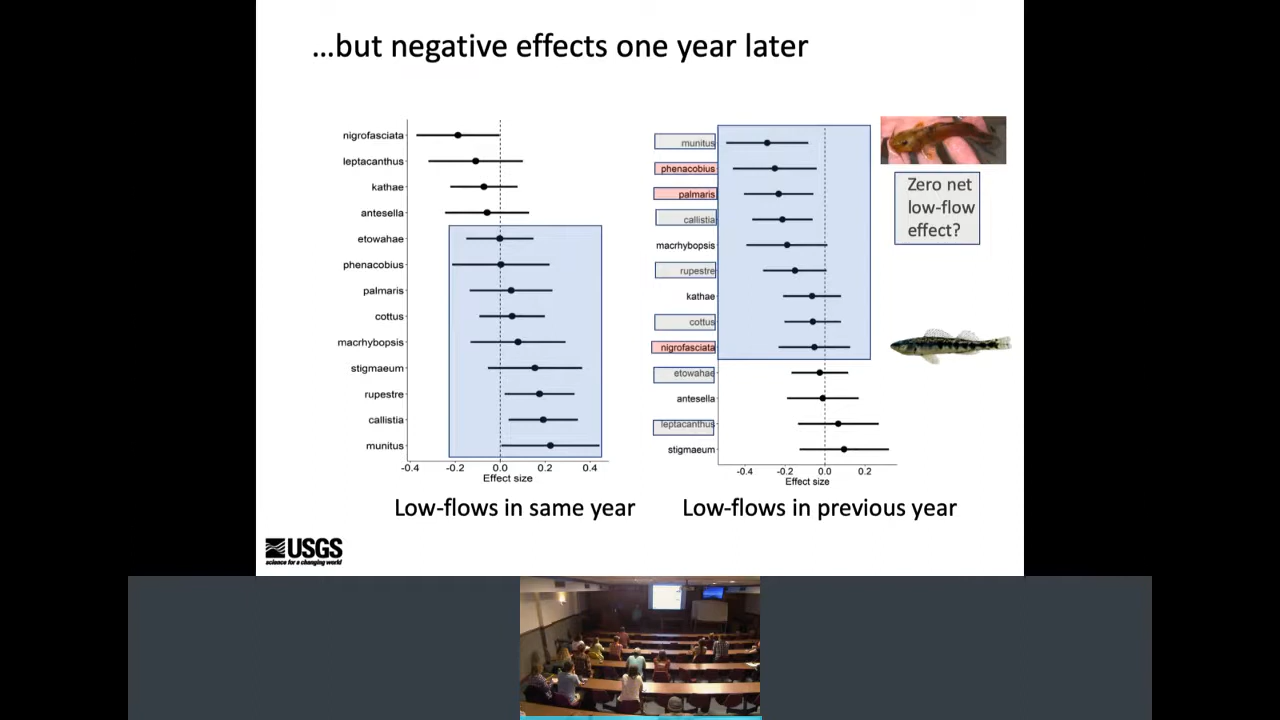 ...but negative effects one year later
nigrofasciata
leptacanthus
kathae
antesella
etowahae
phenacobius
palmaris
cottus
macrhybopsis
stigmaeum
rupestre
callistia
munitus
-0.4 -0.2 0.0 0.2 0.4
Effect size
Low-flows in same year
munitus
phenacobius
palmaris
callistia
macrhybopsis
rupestre
kathae
cottus
nigrofasciata
etowahae
antesella
leptacanthus
stigmaeum
-0.4 -0.2 0.0 0.2
Effect size
Low-flows in previous year
Zero net
low-flow
effect?
USGS
science for a changing world